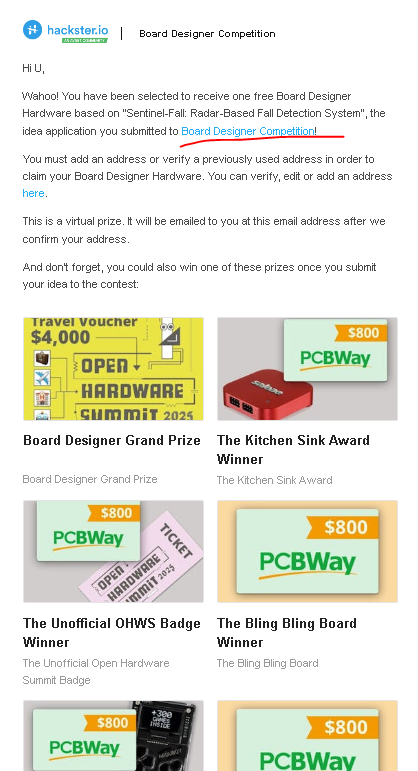 hackster.io
AN AVNET COMMUNITY
Board Designer Competition
Hi U,
Wahoo! You have been selected to receive one free Board Designer
Hardware based on "Sentinel-Fall: Radar-Based Fall Detection System", the
idea application you submitted to Board Designer Competition!
You must add an address or verify a previously used address in order to
claim your Board Designer Hardware. You can verify, edit or add an address
here.
This is a virtual prize. It will be emailed to you at this email address after we
confirm your address.
And don't forget, you could also win one of these prizes once you submit
your idea to the contest:
Travel Voucher
$4,000
OPEN
HARDWARE
SUMMIT 2025
$800
PCBWay
Board Designer Grand Prize
The Kitchen Sink Award
Winner
Board Designer Grand Prize
The Kitchen Sink Award
$800
PCBWay
TICKET
OPEN
HARDWARE
SUMMIT 2025
$800
PCBWay
The Unofficial OHWS Badge
Winner
The Bling Bling Board
Winner
The Unofficial Open Hardware
Summit Badge
The Bling Bling Board
$800
PCBWay
+300
GAMES
INSIDE
$800
PCBWay